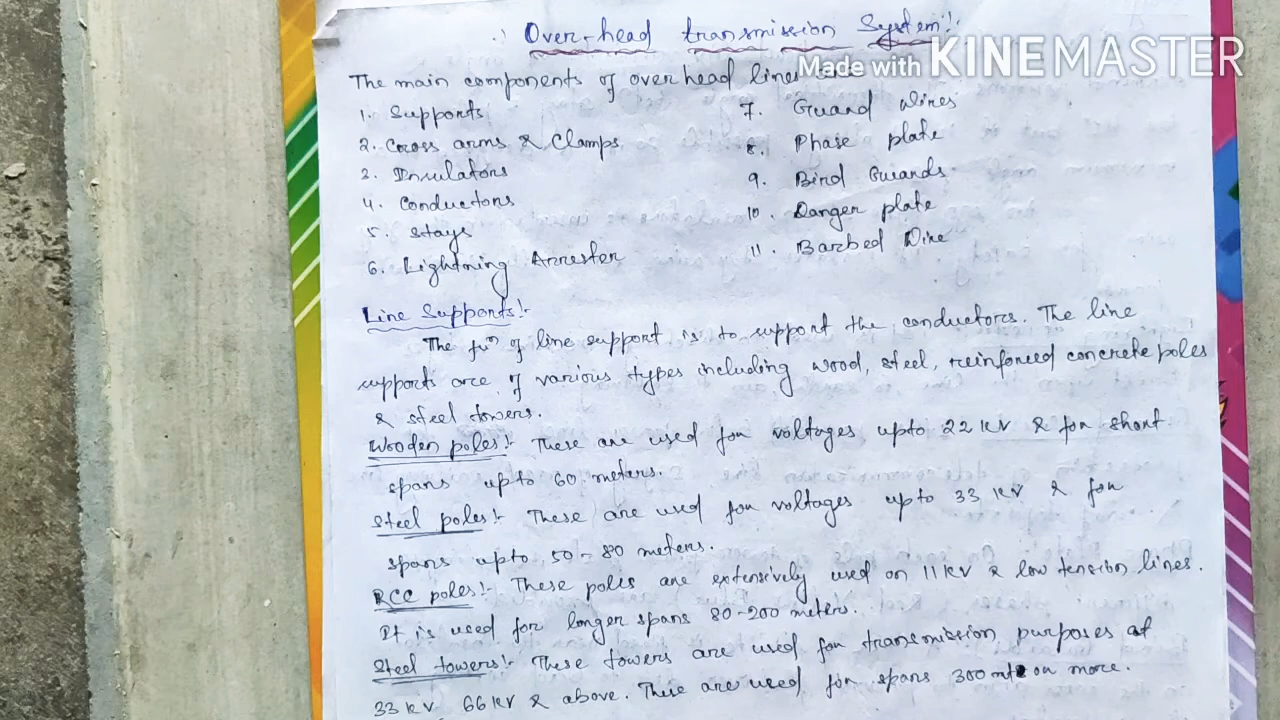 Over-head transmission System:-
Made with KINEMASTER
The main components of over head lines are
1. Supports
2. Cross arms & Clamps
3. Insulators
4. Conductors
5. Stays
6. Lightning Arrester
7. Guard wires
8. Phase plate
9. Bird Guards
10. Danger plate
11. Barbed Wire
Line Supports:-
The fuⁿ of line support is to support the conductors. The line
supports are of various types including wood, steel, reinforced concrete poles
& steel towers.
Wooden poles:- These are used for voltages upto 22 KV & for short
spans upto 60 meters.
Steel poles:- These are used for voltages upto 33 KV & for
spans upto 50-80 meters.
RCC poles:- These poles are extensively used on 11 KV & low tension lines.
It is used for longer spans 80-200 meters.
Steel towers:- These towers are used for transmission purposes at
33 KV 66 KV & above. These are used for spans 300 mt or more.